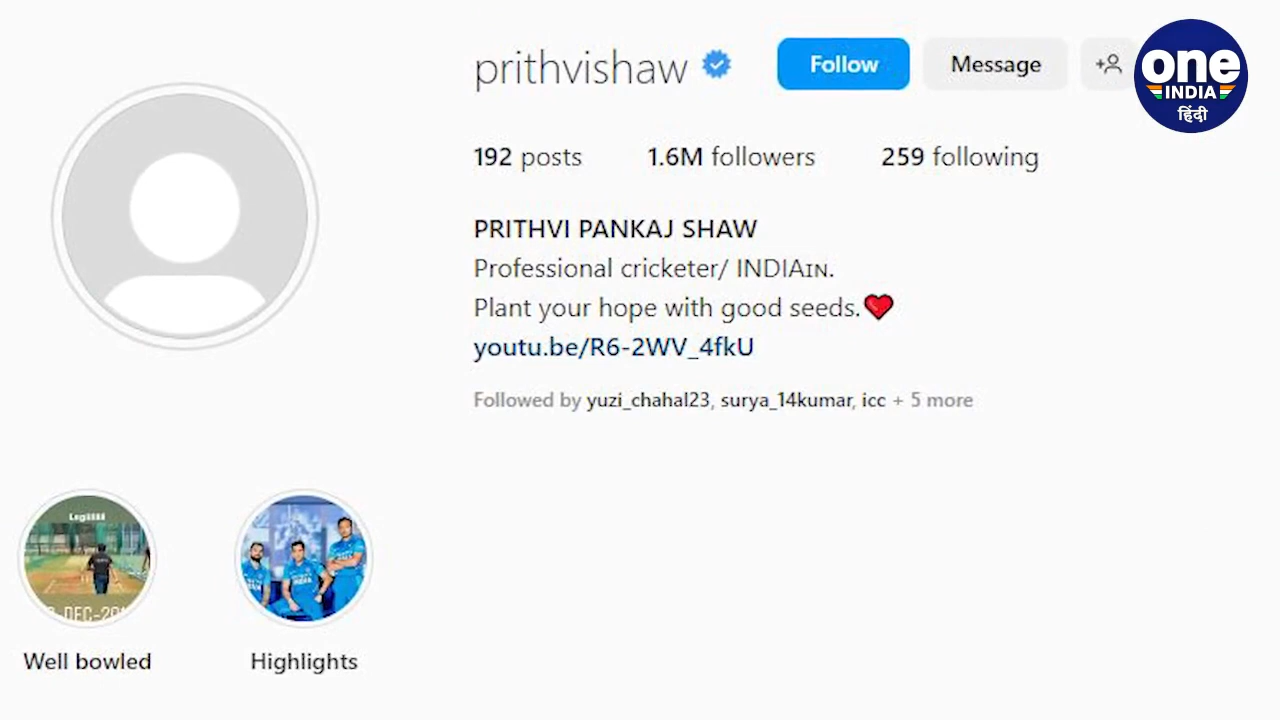 prithvishaw
Follow
Message
one
INDIA
हिंदी
192 posts
1.6M followers
259 following
PRITHVI PANKAJ SHAW
Professional cricketer/ INDIAɪɴ.
Plant your hope with good seeds.❤️
youtu.be/R6-2WV_4fkU
Followed by yuzi_chahal23, surya_14kumar, icc + 5 more
INDIA
Well bowled
Highlights